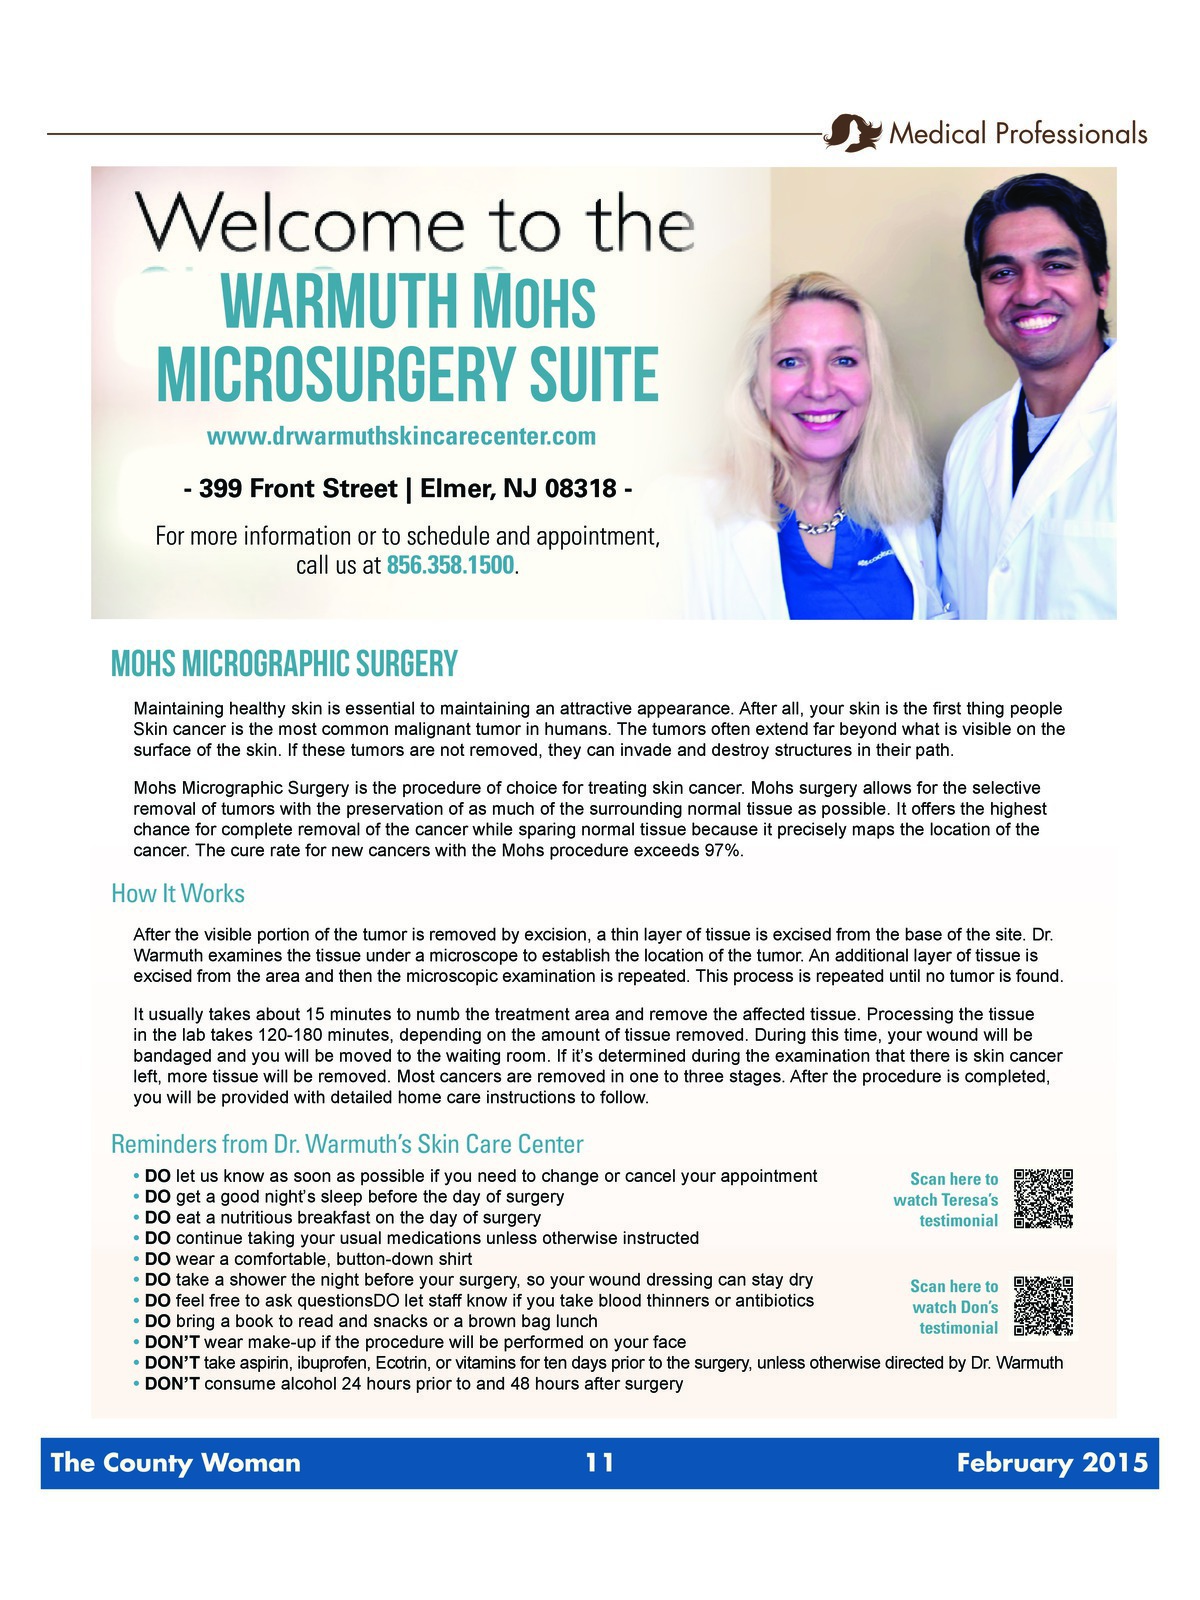 Medical Professionals
Welcome to the
WARMUTH MOHS
MICROSURGERY SUITE
www.drwarmuthskincarecenter.com
- 399 Front Street | Elmer, NJ 08318 -
For more information or to schedule and appointment,
call us at 856.358.1500.
MOHS MICROGRAPHIC SURGERY
Maintaining healthy skin is essential to maintaining an attractive appearance. After all, your skin is the first thing people
Skin cancer is the most common malignant tumor in humans. The tumors often extend far beyond what is visible on the
surface of the skin. If these tumors are not removed, they can invade and destroy structures in their path.
Mohs Micrographic Surgery is the procedure of choice for treating skin cancer. Mohs surgery allows for the selective
removal of tumors with the preservation of as much of the surrounding normal tissue as possible. It offers the highest
chance for complete removal of the cancer while sparing normal tissue because it precisely maps the location of the
cancer. The cure rate for new cancers with the Mohs procedure exceeds 97%.
How It Works
After the visible portion of the tumor is removed by excision, a thin layer of tissue is excised from the base of the site. Dr.
Warmuth examines the tissue under a microscope to establish the location of the tumor. An additional layer of tissue is
excised from the area and then the microscopic examination is repeated. This process is repeated until no tumor is found.
It usually takes about 15 minutes to numb the treatment area and remove the affected tissue. Processing the tissue
in the lab takes 120-180 minutes, depending on the amount of tissue removed. During this time, your wound will be
bandaged and you will be moved to the waiting room. If it's determined during the examination that there is skin cancer
left, more tissue will be removed. Most cancers are removed in one to three stages. After the procedure is completed,
you will be provided with detailed home care instructions to follow.
Reminders from Dr. Warmuth's Skin Care Center
• DO let us know as soon as possible if you need to change or cancel your appointment
• DO get a good night's sleep before the day of surgery
• DO eat a nutritious breakfast on the day of surgery
• DO continue taking your usual medications unless otherwise instructed
• DO wear a comfortable, button-down shirt
• DO take a shower the night before your surgery, so your wound dressing can stay dry
• DO feel free to ask questionsDO let staff know if you take blood thinners or antibiotics
• DO bring a book to read and snacks or a brown bag lunch
• DON'T wear make-up if the procedure will be performed on your face
• DON'T take aspirin, ibuprofen, Ecotrin, or vitamins for ten days prior to the surgery, unless otherwise directed by Dr. Warmuth
• DON'T consume alcohol 24 hours prior to and 48 hours after surgery
Scan here to
watch Teresa's
testimonial
Scan here to
watch Don's
testimonial
The County Woman
11
February 2015